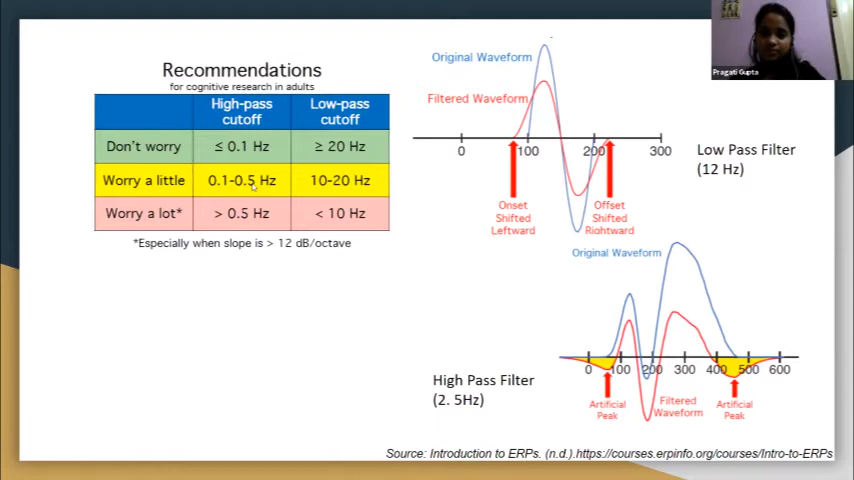 Recommendations
for cognitive research in adults
High-pass cutoff
Low-pass cutoff
Don't worry
≤ 0.1 Hz
≥ 20 Hz
Worry a little
0.1-0.5 Hz
10-20 Hz
Worry a lot*
> 0.5 Hz
< 10 Hz
*Especially when slope is > 12 dB/octave
Original Waveform
Filtered Waveform
0
100
200
300
Onset
Shifted
Leftward
Offset
Shifted
Rightward
Low Pass Filter
(12 Hz)
Original Waveform
0
100
200
300
400
500
600
Artificial
Peak
Filtered
Waveform
Artificial
Peak
High Pass Filter
(2. 5Hz)
Source: Introduction to ERPs. (n.d.).https://courses.erpinfo.org/courses/Intro-to-ERPs
Pragati Gupta